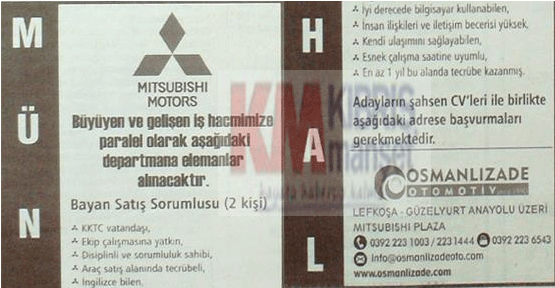 M
Ü
N
MITSUBISHI
MOTORS
Büyüyen ve gelişen iş hacmimize
paralel olarak aşağıdaki
departmana elemanlar
alınacaktır.
Bayan Satış Sorumlusu (2 kişi)
KKTC vatandaşı,
Ekip çalışmasına yatkın,
Disiplinli ve sorumluluk sahibi,
Araç satış alanında tecrübeli,
İngilizce bilen.
H
A
L
İyi derecede bilgisayar kullanabilen,
İnsan ilişkileri ve iletişim becerisi yüksek,
Kendi ulaşımını sağlayabilen,
Esnek çalışma saatine uyumlu,
En az 1 yıl bu alanda tecrübe kazanmış.
Adayların şahsen CV'leri ile birlikte
aşağıdaki adrese başvurmaları
gerekmektedir.
OSMANLIZADE
OTOMOTİV
LEFKOŞA - GÜZELYURT ANAYOLU ÜZERİ
MITSUBISHI PLAZA
0392 223 1003 / 223 1444 0392 223 6543
info@osmanlizadeoto.com
www.osmanlizade.com
KM KIBRIS
manşet